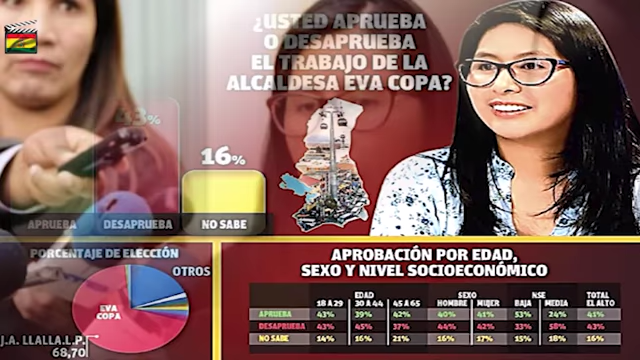 ¿USTED APRUEBA
O DESAPRUEBA
EL TRABAJO DE LA
ALCALDESA EVA COPA?
43%
16%
APRUEBA DESAPRUEBA NO SABE
PORCENTAJE DE ELECCIÓN
OTROS
EVA
COPA
J.A. LLALLA.L.P.
68,70
APROBACIÓN POR EDAD,
SEXO Y NIVEL SOCIOECONÓMICO
EDAD SEXO NSE TOTAL
18 A 29 30 A 44 45 A 65 HOMBRE MUJER BAJA MEDIA EL ALTO
APRUEBA 43% 39% 42% 40% 41% 53% 24% 41%
DESAPRUEBA 43% 45% 37% 44% 42% 33% 58% 43%
NO SABE 14% 16% 21% 16% 17% 15% 18% 16%